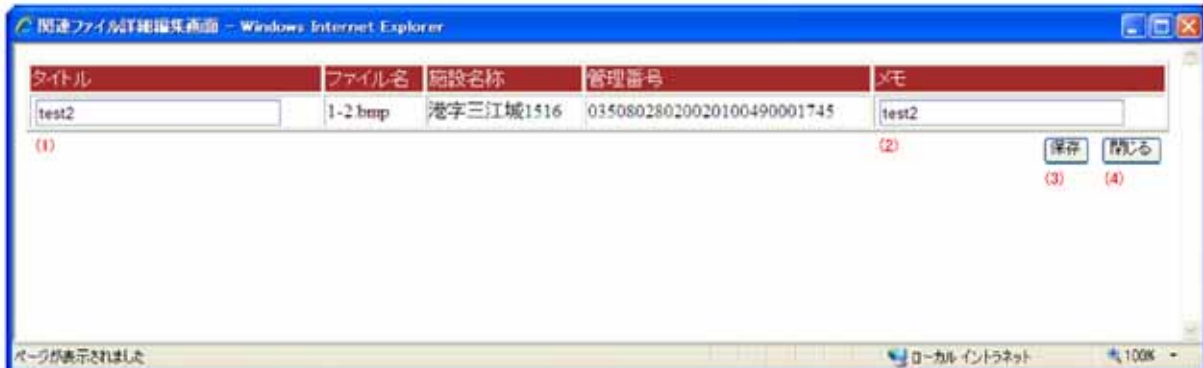 関連ファイル詳細編集画面 - Windows Internet Explorer
タイトル ファイル名 施設名称 管理番号 メモ
test2 1-2.bmp 港字三江城1516 03508028020020100490001745 test2
(1) (2) 保存 閉じる
(3) (4)
ページが表示されました ローカル イントラネット 100%